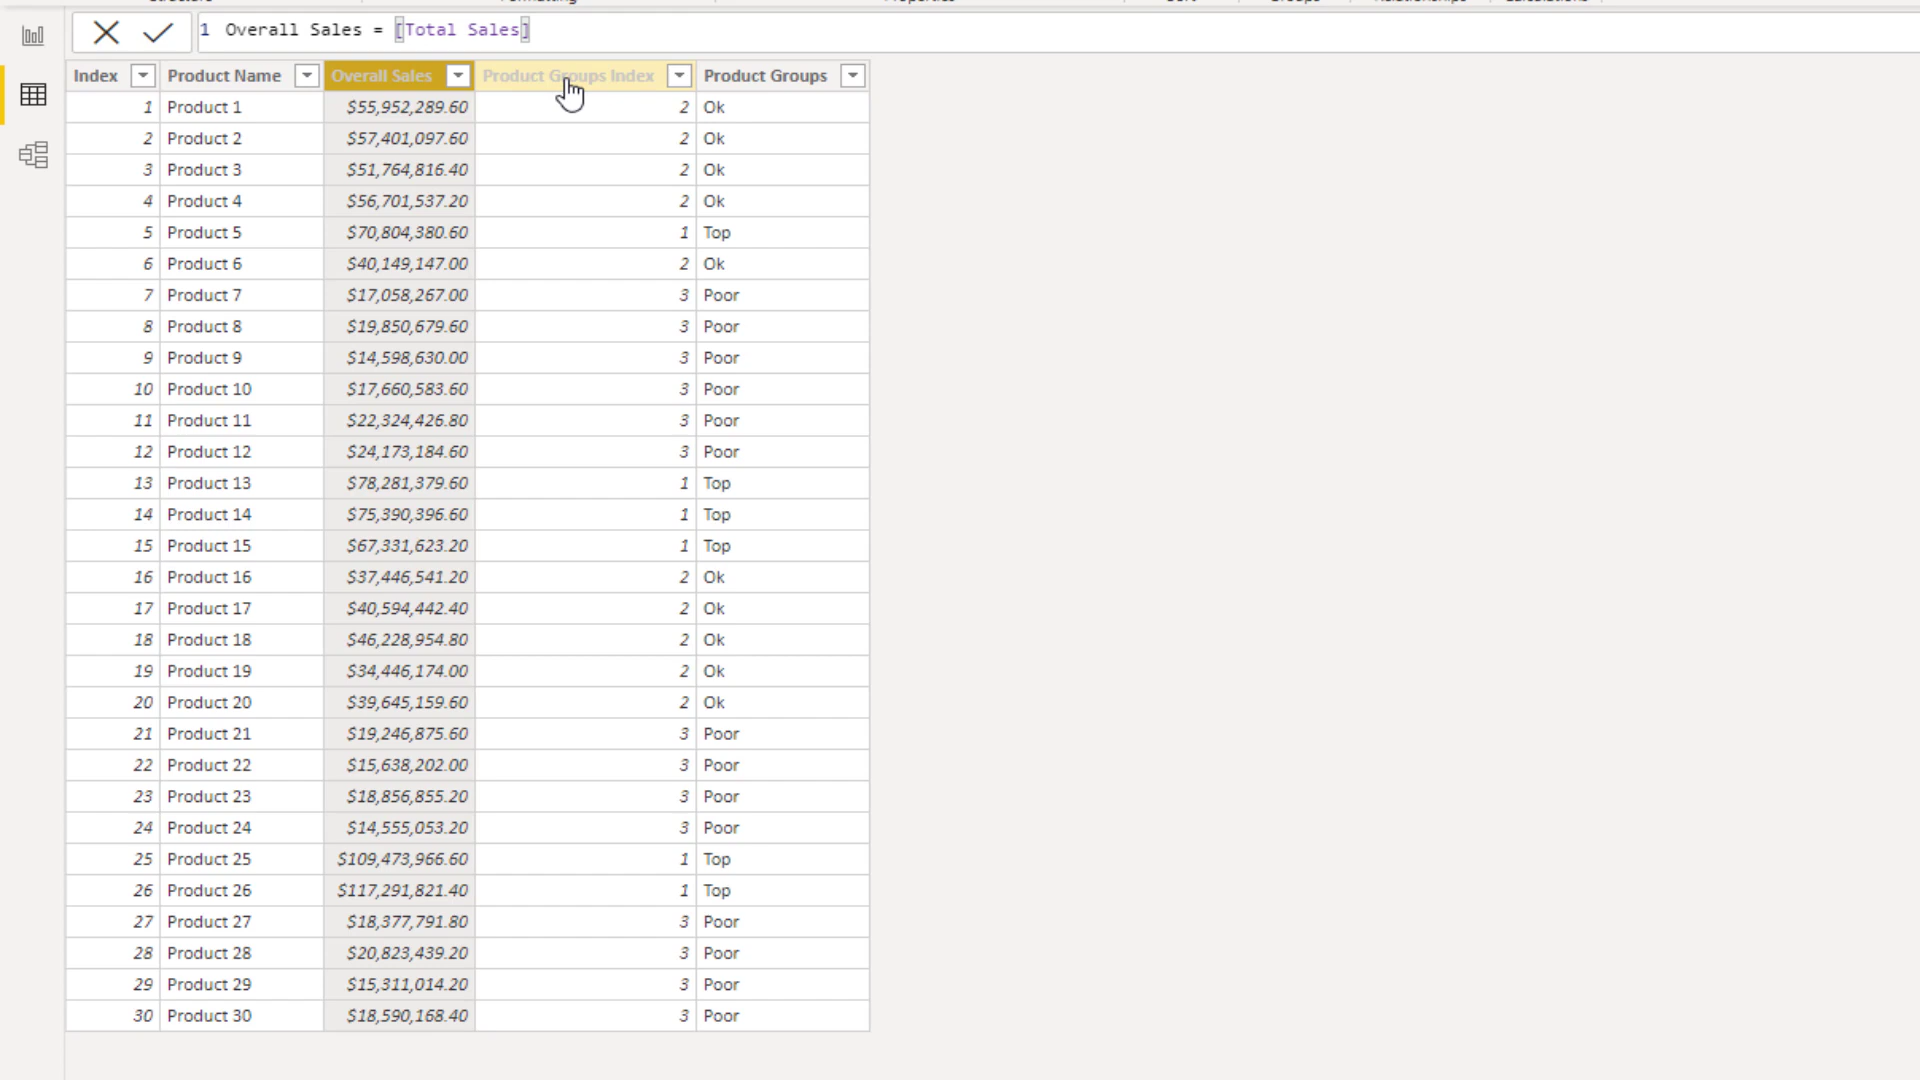 Structure Formatting Properties Sort Groups Relationships Calculations
1 Overall Sales = [Total Sales]
Index Product Name Overall Sales Product Groups Index Product Groups
1 Product 1 $55,952,289.60 2 Ok
2 Product 2 $57,401,097.60 2 Ok
3 Product 3 $51,764,816.40 2 Ok
4 Product 4 $56,701,537.20 2 Ok
5 Product 5 $70,804,380.60 1 Top
6 Product 6 $40,149,147.00 2 Ok
7 Product 7 $17,058,267.00 3 Poor
8 Product 8 $19,850,679.60 3 Poor
9 Product 9 $14,598,630.00 3 Poor
10 Product 10 $17,660,583.60 3 Poor
11 Product 11 $22,324,426.80 3 Poor
12 Product 12 $24,173,184.60 3 Poor
13 Product 13 $78,281,379.60 1 Top
14 Product 14 $75,390,396.60 1 Top
15 Product 15 $67,331,623.20 1 Top
16 Product 16 $37,446,541.20 2 Ok
17 Product 17 $40,594,442.40 2 Ok
18 Product 18 $46,228,954.80 2 Ok
19 Product 19 $34,446,174.00 2 Ok
20 Product 20 $39,645,159.60 2 Ok
21 Product 21 $19,246,875.60 3 Poor
22 Product 22 $15,638,202.00 3 Poor
23 Product 23 $18,856,855.20 3 Poor
24 Product 24 $14,555,053.20 3 Poor
25 Product 25 $109,473,966.60 1 Top
26 Product 26 $117,291,821.40 1 Top
27 Product 27 $18,377,791.80 3 Poor
28 Product 28 $20,823,439.20 3 Poor
29 Product 29 $15,311,014.20 3 Poor
30 Product 30 $18,590,168.40 3 Poor